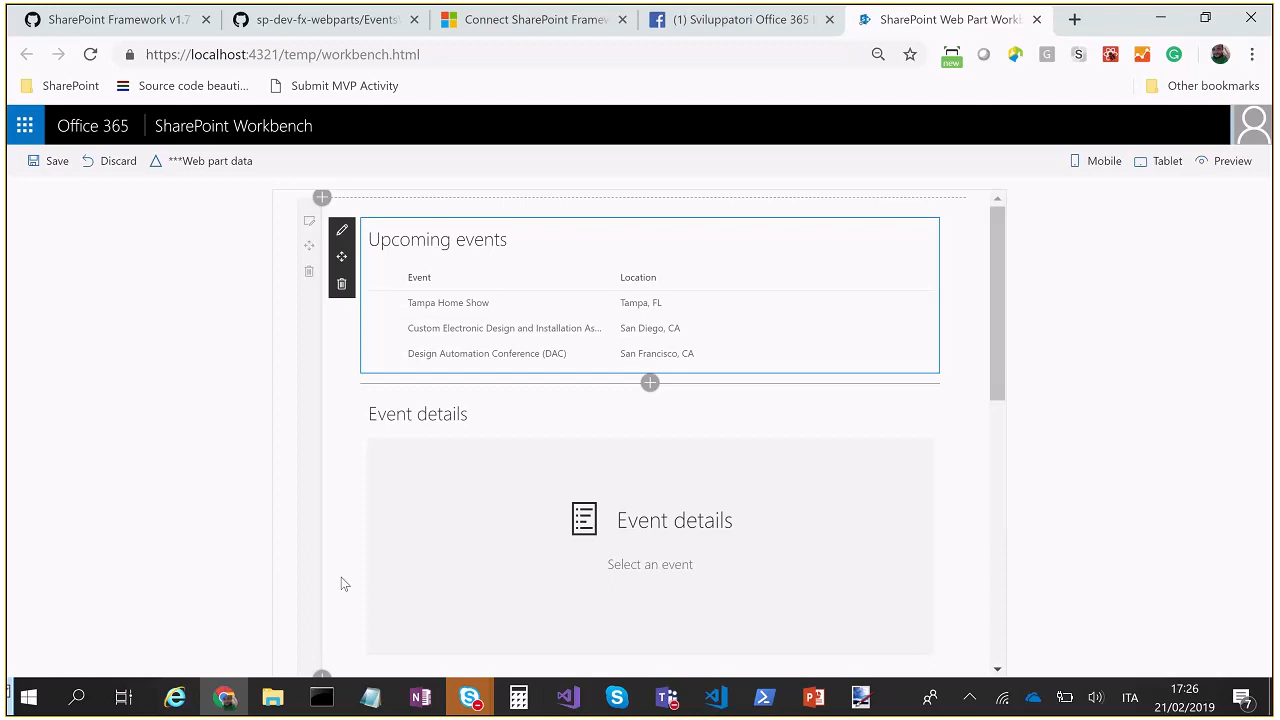 SharePoint Framework v1.7
sp-dev-fx-webparts/Events
Connect SharePoint Framew
(1) Sviluppatori Office 365
SharePoint Web Part Workb
https://localhost:4321/temp/workbench.html
new
G
S
G
SharePoint
Source code beauti...
Submit MVP Activity
Other bookmarks
Office 365
SharePoint Workbench
Save
Discard
***Web part data
Mobile
Tablet
Preview
Upcoming events
Event Location
Tampa Home Show Tampa, FL
Custom Electronic Design and Installation As... San Diego, CA
Design Automation Conference (DAC) San Francisco, CA
Event details
Event details
Select an event
ITA
17:26
21/02/2019
7